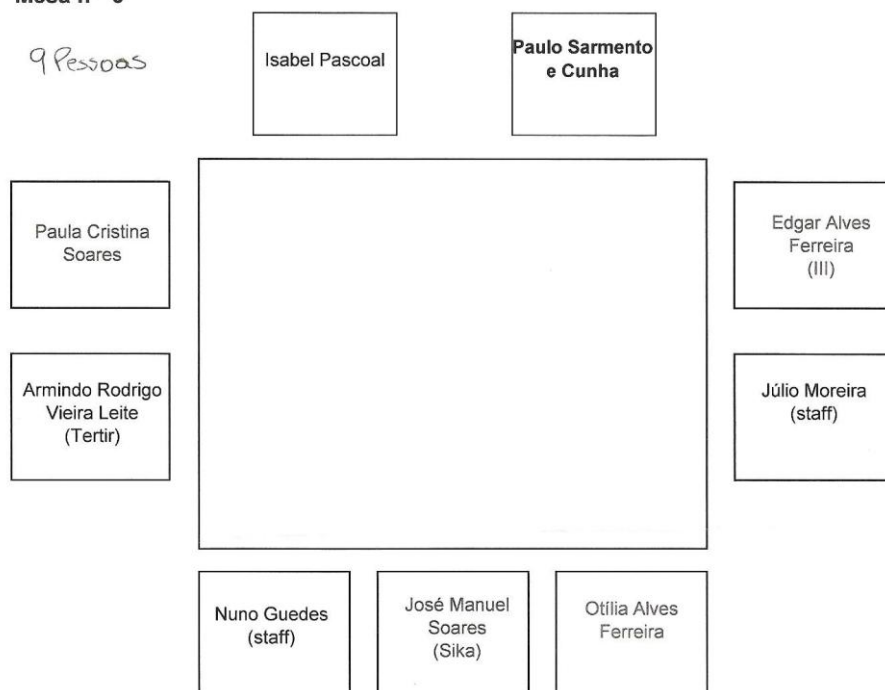 9 Pessoas
Isabel Pascoal
Paulo Sarmento
e Cunha
Paula Cristina
Soares
Edgar Alves
Ferreira
(III)
Armindo Rodrigo
Vieira Leite
(Tertir)
Júlio Moreira
(staff)
Nuno Guedes
(staff)
José Manuel
Soares
(Sika)
Otília Alves
Ferreira